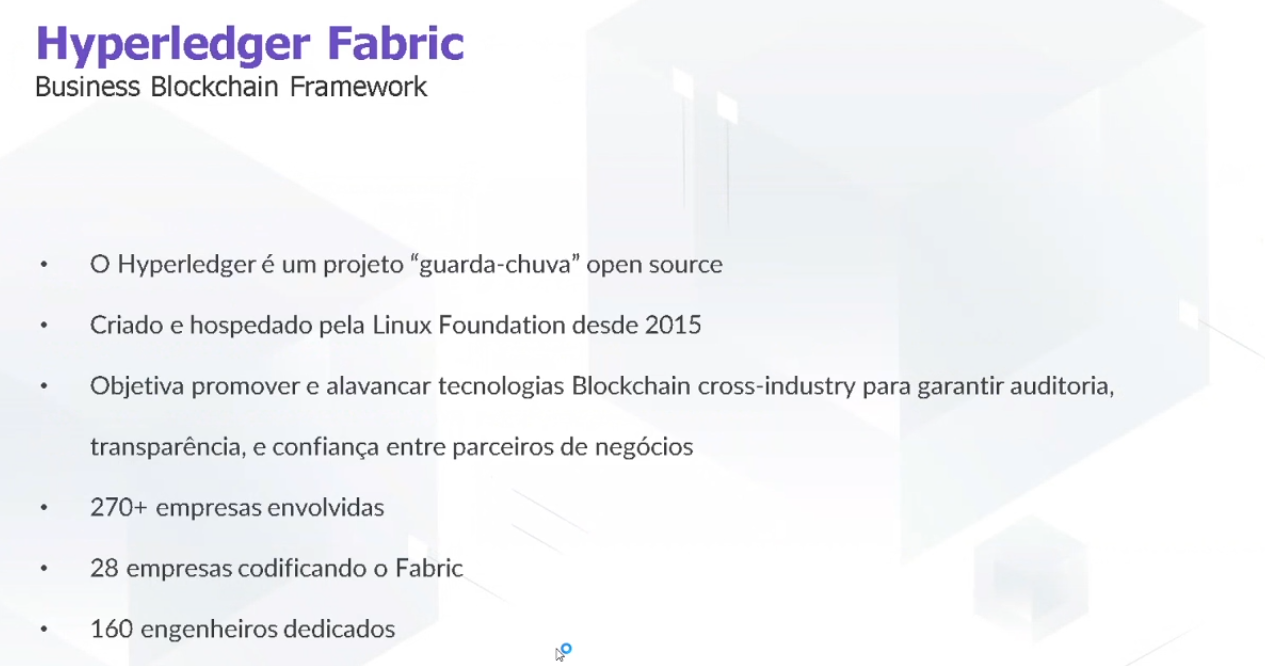 Hyperledger Fabric
Business Blockchain Framework
• O Hyperledger é um projeto “guarda-chuva” open source
• Criado e hospedado pela Linux Foundation desde 2015
• Objetiva promover e alavancar tecnologias Blockchain cross-industry para garantir auditoria,
transparência, e confiança entre parceiros de negócios
• 270+ empresas envolvidas
• 28 empresas codificando o Fabric
• 160 engenheiros dedicados